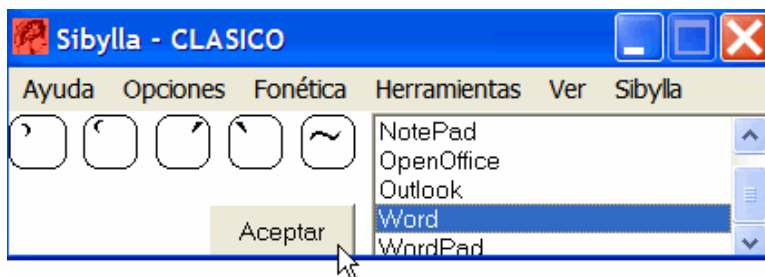 Sibylla - CLASICO
Ayuda Opciones Fonética Herramientas Ver Sibylla
NotePad
OpenOffice
Outlook
Word
WordPad
Aceptar